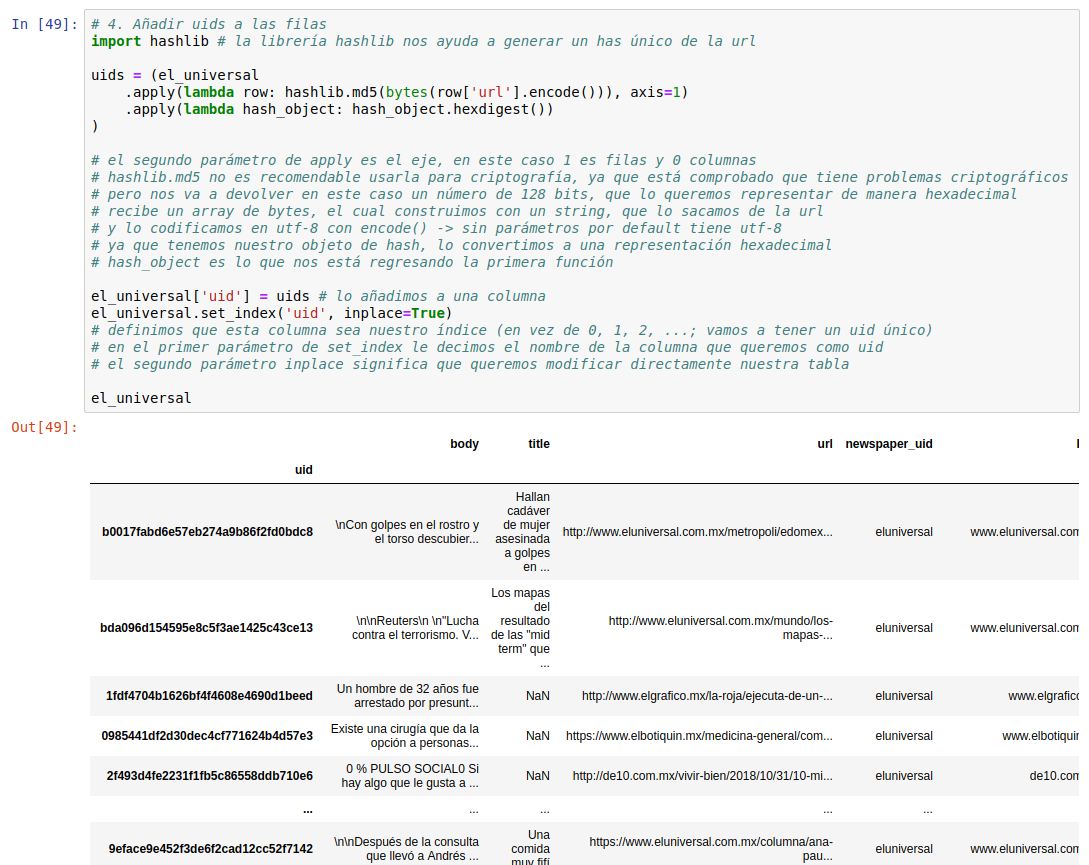 In [49]:
# 4. Añadir uids a las filas
import hashlib # la librería hashlib nos ayuda a generar un has único de la url
uids = (el_universal
.apply(lambda row: hashlib.md5(bytes(row['url'].encode())), axis=1)
.apply(lambda hash_object: hash_object.hexdigest())
)
# el segundo parámetro de apply es el eje, en este caso 1 es filas y 0 columnas
# hashlib.md5 no es recomendable usarla para criptografía, ya que está comprobado que tiene problemas criptográficos
# pero nos va a devolver en este caso un número de 128 bits, que lo queremos representar de manera hexadecimal
# recibe un array de bytes, el cual construimos con un string, que lo sacamos de la url
# y lo codificamos en utf-8 con encode() -> sin parámetros por default tiene utf-8
# ya que tenemos nuestro objeto de hash, lo convertimos a una representación hexadecimal
# hash_object es lo que nos está regresando la primera función
el_universal['uid'] = uids # lo añadimos a una columna
el_universal.set_index('uid', inplace=True)
# definimos que esta columna sea nuestro índice (en vez de 0, 1, 2, ...; vamos a tener un uid único)
# en el primer parámetro de set_index le decimos el nombre de la columna que queremos como uid
# el segundo parámetro inplace significa que queremos modificar directamente nuestra tabla
el_universal
Out[49]:
body title url newspaper_uid
uid
Hallan
cadáver
de mujer
asesinada
a golpes
en ...
b0017fabd6e57eb274a9b86f2fd0bdc8
\nCon golpes en el rostro y
el torso descubier...
http://www.eluniversal.com.mx/metropoli/edomex...
eluniversal
www.eluniversal.com
Los mapas
del
resultado
de las "mid
term" que
...
bda096d154595e8c5f3ae1425c43ce13
\n\nReuters\n \n"Lucha
contra el terrorismo. V...
http://www.eluniversal.com.mx/mundo/los-
mapas-...
eluniversal
www.eluniversal.com
1fdf4704b1626bf4f4608e4690d1beed
Un hombre de 32 años fue
arrestado por presunt...
NaN
http://www.elgrafico.mx/la-roja/ejecuta-de-un-...
eluniversal
www.elgrafico
0985441df2d30dec4cf771624b4d57e3
Existe una cirugía que da la
opción a personas...
NaN
https://www.elbotiquin.mx/medicina-general/com...
eluniversal
www.elbotiquin
2f493d4fe2231f1fb5c86558ddb710e6
0 % PULSO SOCIAL0 Si
hay algo que le gusta a ...
NaN
http://de10.com.mx/vivir-bien/2018/10/31/10-mi...
eluniversal
de10.com
... ... ... ... ...
9eface9e452f3de6f2cad12cc52f7142
\n\nDespués de la consulta
que llevó a Andrés ...
Una
comida
muy fifí
https://www.eluniversal.com.mx/columna/ana-
pau...
eluniversal
www.eluniversal.com